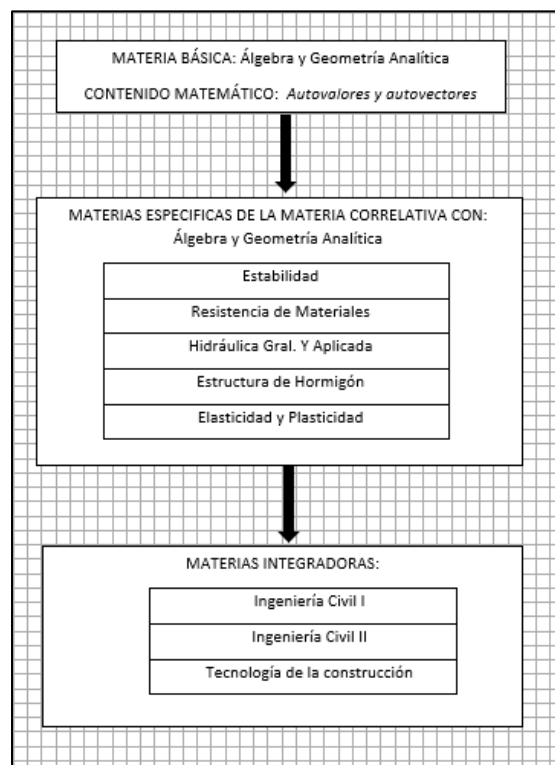 MATERIA BÁSICA: Álgebra y Geometría Analítica
CONTENIDO MATEMÁTICO: Autovalores y autovectores
MATERIAS ESPECIFICAS DE LA MATERIA CORRELATIVA CON:
Álgebra y Geometría Analítica
Estabilidad
Resistencia de Materiales
Hidráulica Gral. Y Aplicada
Estructura de Hormigón
Elasticidad y Plasticidad
MATERIAS INTEGRADORAS:
Ingeniería Civil I
Ingeniería Civil II
Tecnología de la construcción